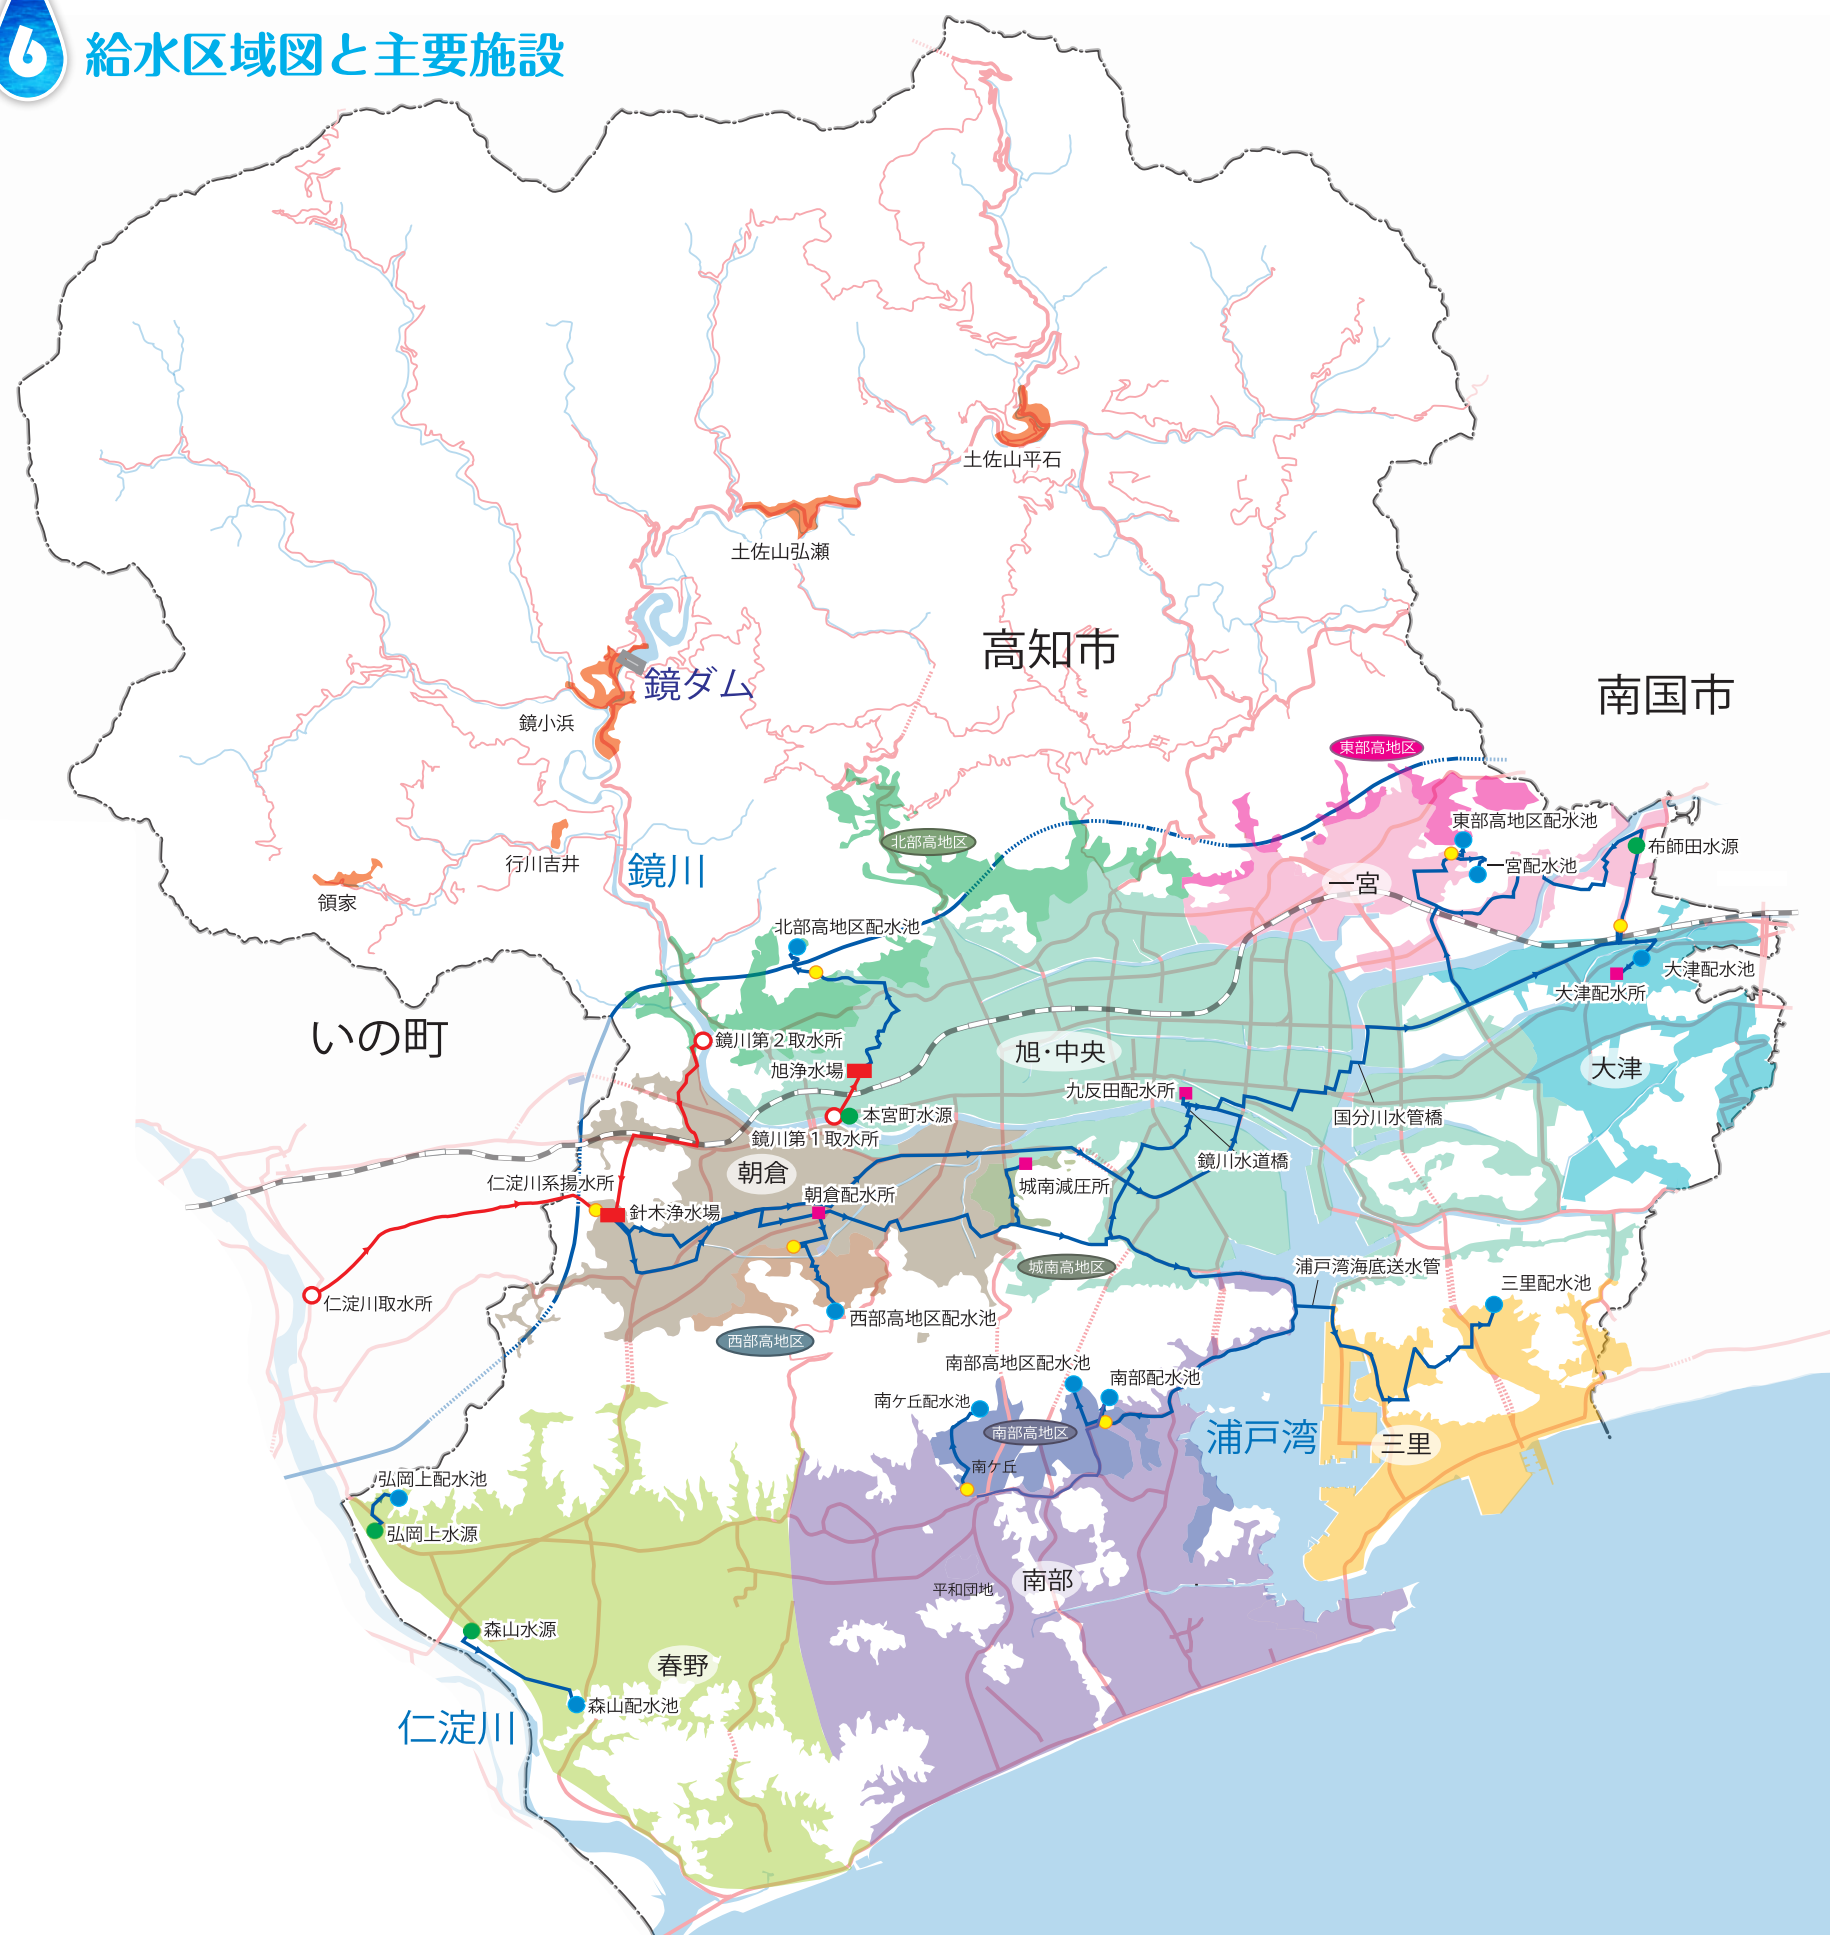 6 給水区域図と主要施設
土佐山平石
土佐山弘瀬
高知市
鏡ダム
南国市
鏡小浜
東部高地区
東部高地区配水池
北部高地区
布師田水源
行川吉井
鏡川
一宮配水池
一宮
領家
北部高地区配水池
大津配水池
大津配水所
いの町
鏡川第2取水所
旭・中央
旭浄水場
大津
九反田配水所
本宮町水源
国分川水管橋
鏡川第1取水所
鏡川水道橋
朝倉
仁淀川系揚水所
城南減圧所
朝倉配水所
針木浄水場
城南高地区
浦戸湾海底送水管
三里配水池
仁淀川取水所
西部高地区配水池
西部高地区
南部高地区配水池
南部配水池
南ケ丘配水池
南部高地区
浦戸湾
三里
南ケ丘
弘岡上配水池
弘岡上水源
南部
平和団地
森山水源
春野
森山配水池
仁淀川